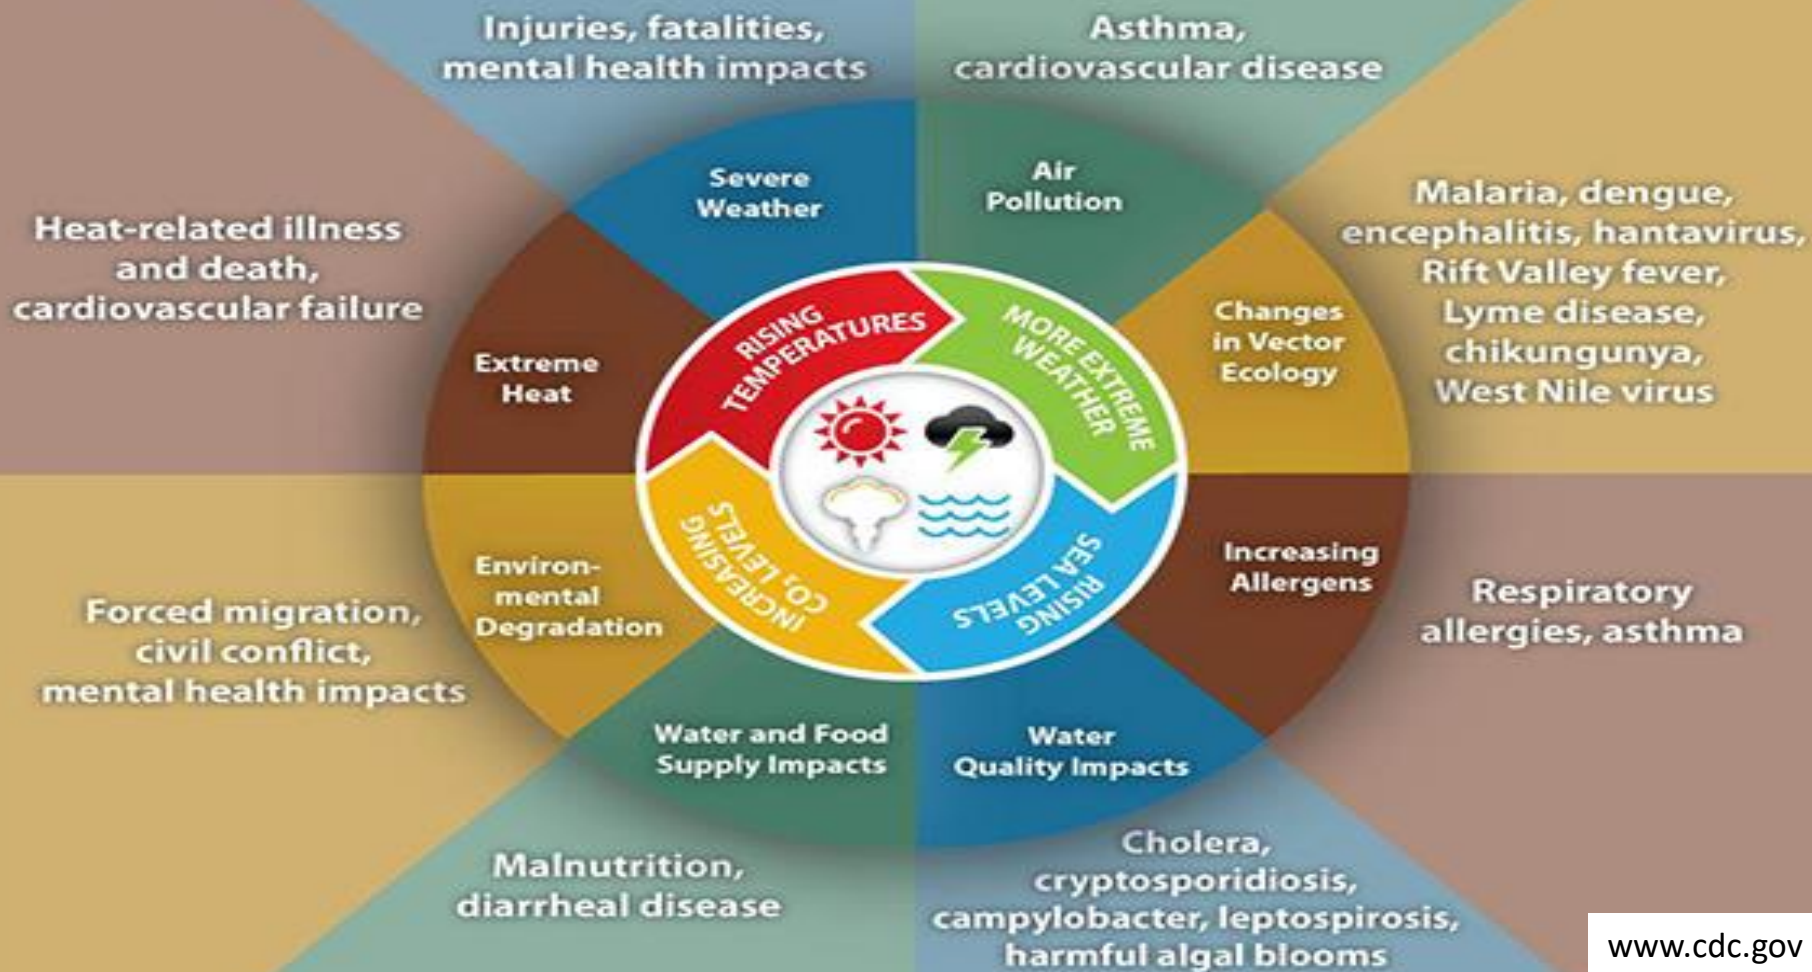 Injuries, fatalities,
mental health impacts
Asthma,
cardiovascular disease
Severe
Weather
Air
Pollution
Malaria, dengue,
encephalitis, hantavirus,
Rift Valley fever,
Lyme disease,
chikungunya,
West Nile virus
Heat-related illness
and death,
cardiovascular failure
Extreme
Heat
Changes
in Vector
Ecology
RISING
TEMPERATURES
MORE EXTREME
WEATHER
INCREASING
CO₂ LEVELS
RISING
SEA LEVELS
Environ-
mental
Degradation
Increasing
Allergens
Forced migration,
civil conflict,
mental health impacts
Respiratory
allergies, asthma
Water and Food
Supply Impacts
Water
Quality Impacts
Malnutrition,
diarrheal disease
Cholera,
cryptosporidiosis,
campylobacter, leptospirosis,
harmful algal blooms
www.cdc.gov